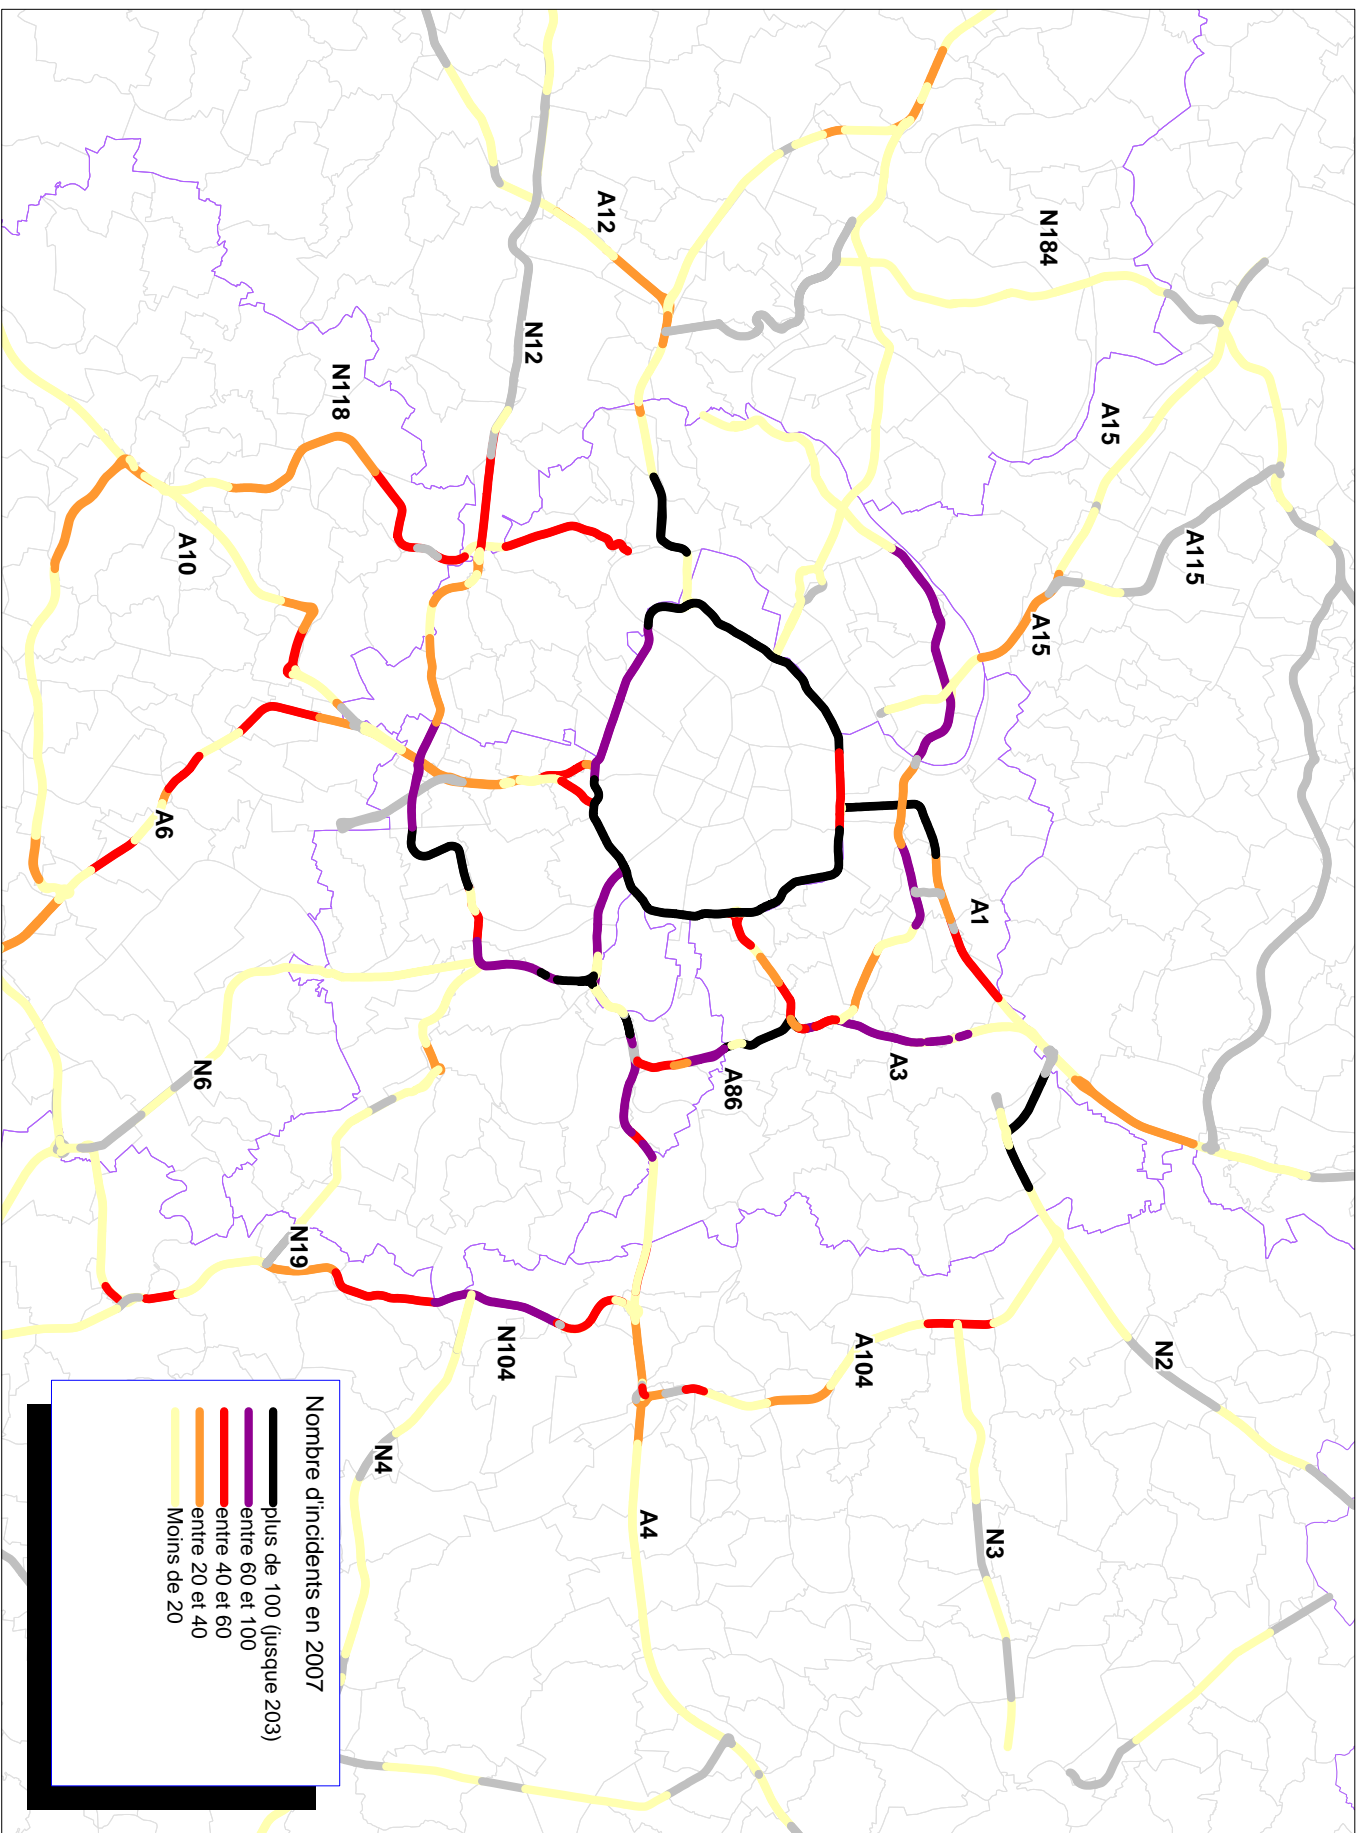 N184
A15
A115
A15
A12
N12
N118
A10
A6
A1
A3
A86
N6
N19
N104
A104
N2
N3
A4
N4
Nombre d'incidents en 2007
plus de 100 (jusque 203)
entre 60 et 100
entre 40 et 60
entre 20 et 40
Moins de 20